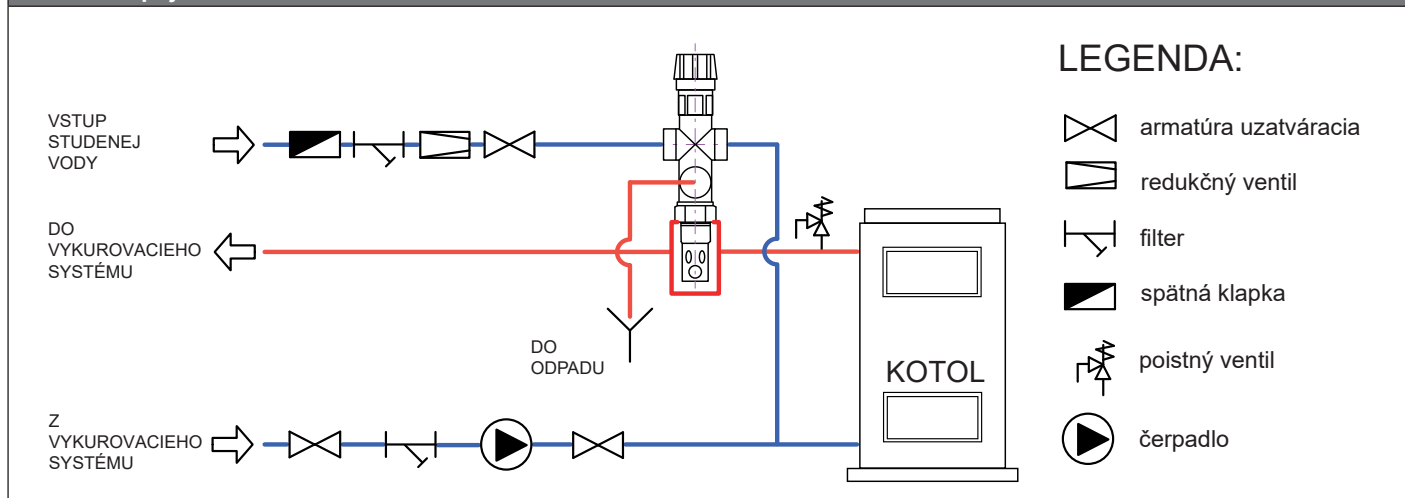 VSTUP
STUDENEJ
VODY
DO
VYKUROVACIEHO
SYSTÉMU
DO
ODPADU
Z
VYKUROVACIEHO
SYSTÉMU
KOTOL
LEGENDA:
armatúra uzatváracia
redukčný ventil
filter
spätná klapka
poistný ventil
čerpadlo